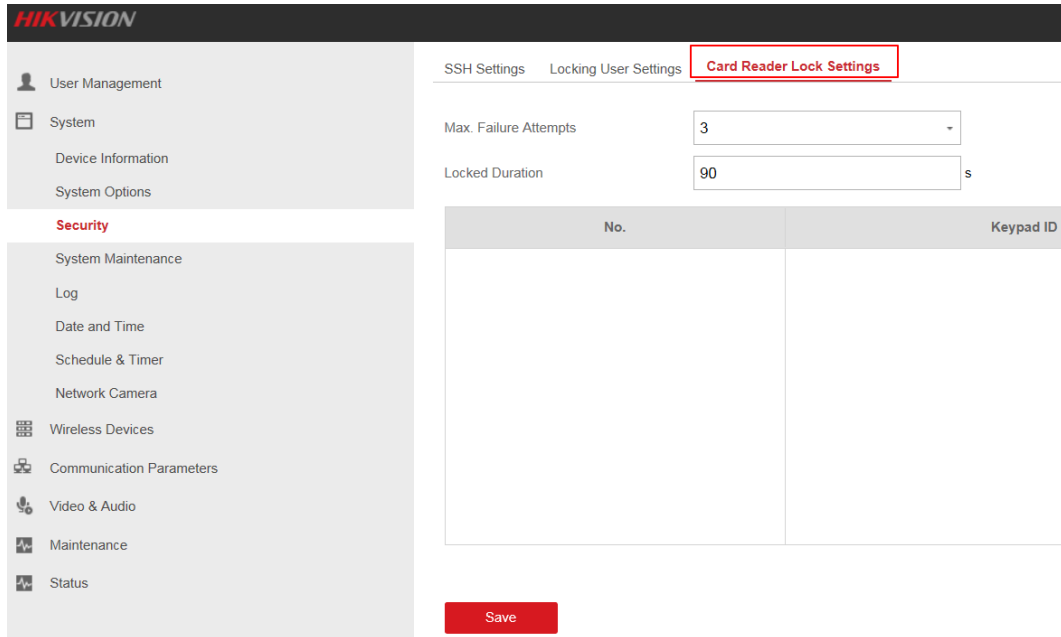 HIKVISION
User Management
System
Device Information
System Options
Security
System Maintenance
Log
Date and Time
Schedule & Timer
Network Camera
Wireless Devices
Communication Parameters
Video & Audio
Maintenance
Status
SSH Settings Locking User Settings Card Reader Lock Settings
Max. Failure Attempts 3
Locked Duration 90 s
No. Keypad ID
Save